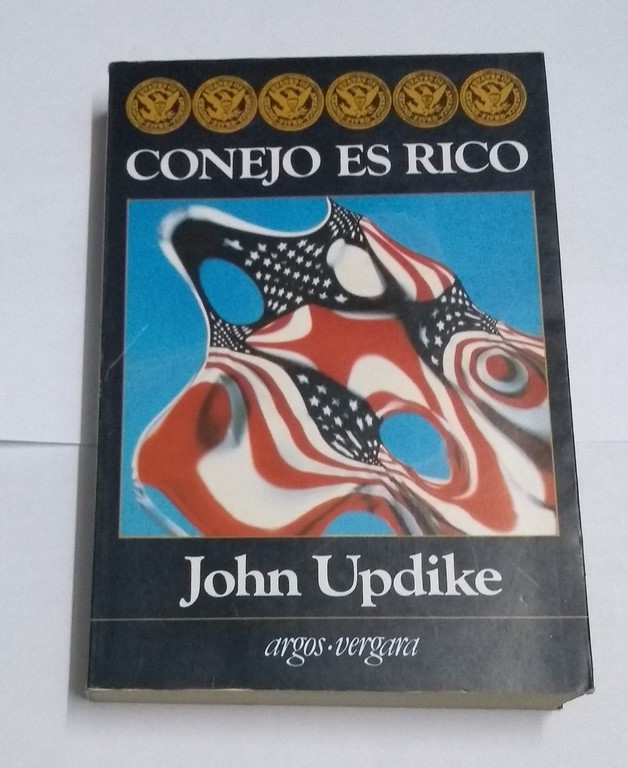 CONEJO ES RICO
John Updike
argos·vergara